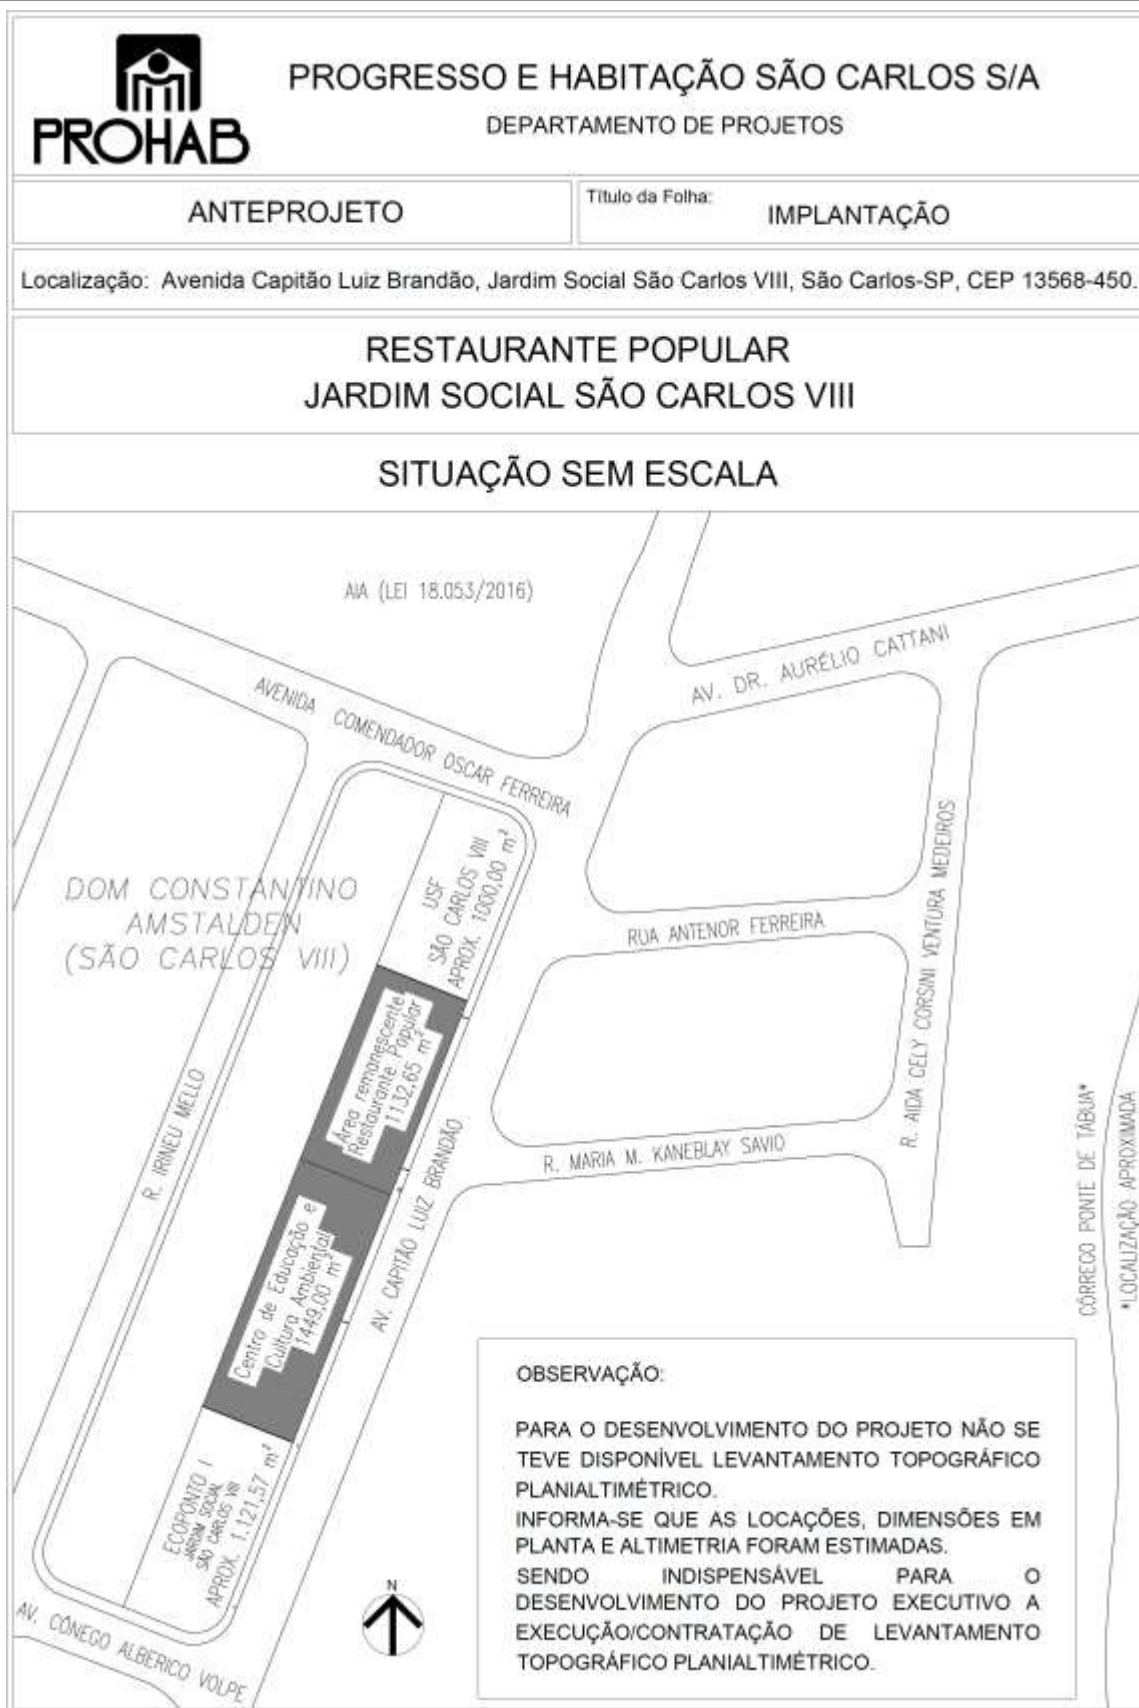 PROHAB
PROGRESSO E HABITAÇÃO SÃO CARLOS S/A
DEPARTAMENTO DE PROJETOS
ANTEPROJETO
Título da Folha:
IMPLANTAÇÃO
Localização: Avenida Capitão Luiz Brandão, Jardim Social São Carlos VIII, São Carlos-SP, CEP 13568-450.
RESTAURANTE POPULAR
JARDIM SOCIAL SÃO CARLOS VIII
SITUAÇÃO SEM ESCALA
AIA (LEI 18.053/2016)
AV. DR. AURÉLIO CATTANI
AVENIDA COMENDADOR OSCAR FERREIRA
DOM CONSTANTINO
AMSTALDEN
(SÃO CARLOS VIII)
USF
SÃO CARLOS VIII
APROX. 1000,00 m²
RUA ANTENOR FERREIRA
R. AIDA CELY CORSINI VENTURA MEDEIROS
Área remanescente
Restaurante Popular
1132,65 m²
R. IRINEU MELLO
R. MARIA M. KANEBLAY SAVIO
AV. CAPITÃO LUIZ BRANDÃO
CÓRREGO PONTE DE TÁBUA*
*LOCALIZAÇÃO APROXIMADA
Centro de Educação e
Cultura Ambiental
1449,00 m²
ECOPONTO I
JARDIM SOCIAL
SÃO CARLOS VIII
APROX. 1.121,57 m²
AV. CÔNEGO ALBERICO VOLPE
N
OBSERVAÇÃO:
PARA O DESENVOLVIMENTO DO PROJETO NÃO SE
TEVE DISPONÍVEL LEVANTAMENTO TOPOGRÁFICO
PLANIALTIMÉTRICO.
INFORMA-SE QUE AS LOCAÇÕES, DIMENSÕES EM
PLANTA E ALTIMETRIA FORAM ESTIMADAS.
SENDO INDISPENSÁVEL PARA O
DESENVOLVIMENTO DO PROJETO EXECUTIVO A
EXECUÇÃO/CONTRATAÇÃO DE LEVANTAMENTO
TOPOGRÁFICO PLANIALTIMÉTRICO.